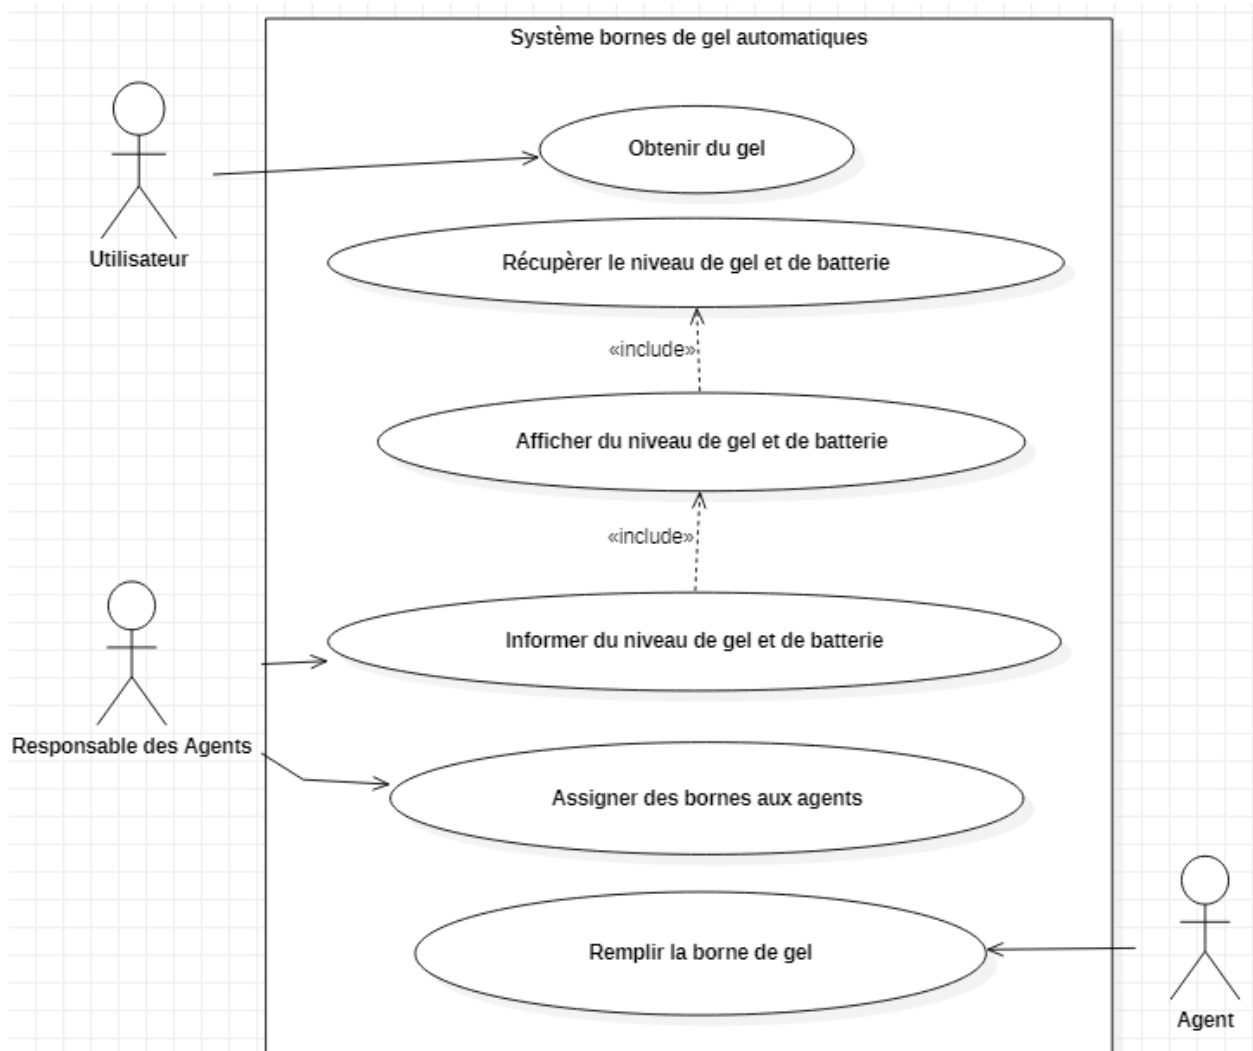 Système bornes de gel automatiques
Obtenir du gel
Utilisateur
Récupèrer le niveau de gel et de batterie
«include»
Afficher du niveau de gel et de batterie
«include»
Informer du niveau de gel et de batterie
Responsable des Agents
Assigner des bornes aux agents
Remplir la borne de gel
Agent